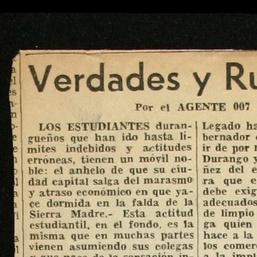 Verdades y Ru
Por el AGENTE 007
LOS ESTUDIANTES duran-
gueños que han ido hasta lí-
mites indebidos y actitudes
erróneas, tienen un móvil no-
ble: el anhelo de que su ciu-
dad capital salga del marasmo
y atraso económico en que ya-
ce dormida en la falda de la
Sierra Madre.- Esta actitud
estudiantil, en el fondo, es la
misma que en muchas partes
vienen asumiendo sus colegas
Legado ha
bernador
ir de por
Durango y
ñez del e
ra que e
debe exig
adecuados
de limpio
ga quien
a hacer
los comer
a la impl